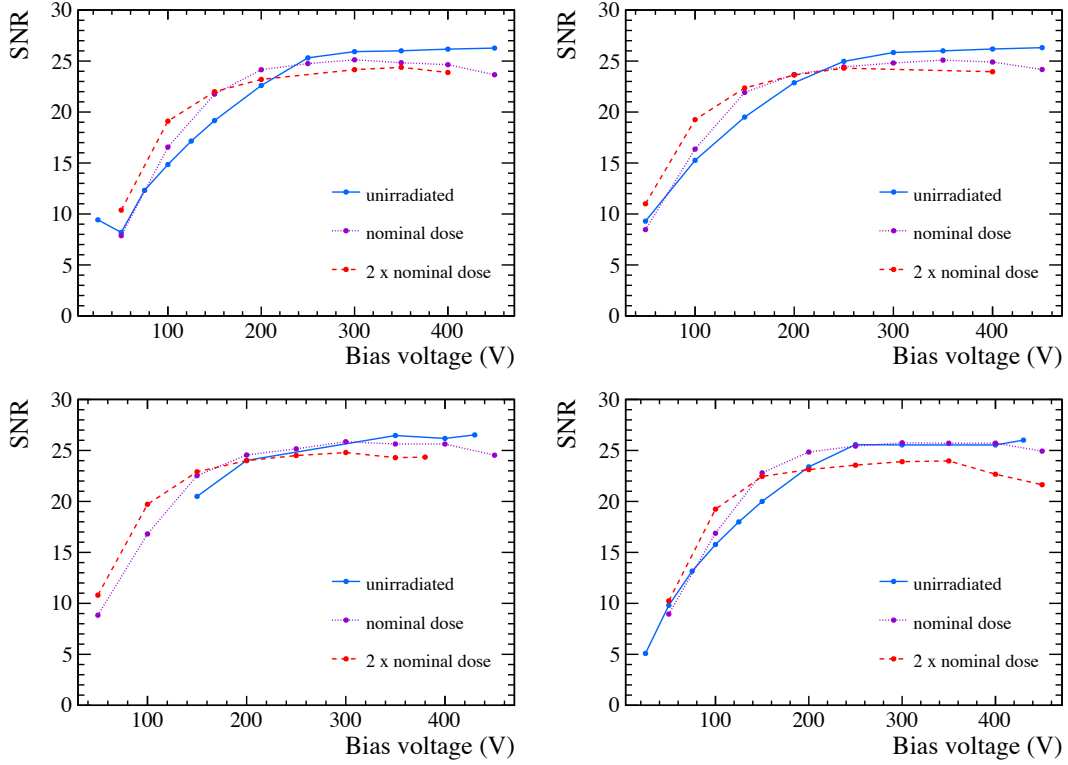 SNR
30
25
20
15
10
5
0
unirradiated
nominal dose
2 x nominal dose
100 200 300 400
Bias voltage (V)
SNR
30
25
20
15
10
5
0
unirradiated
nominal dose
2 x nominal dose
100 200 300 400
Bias voltage (V)
SNR
30
25
20
15
10
5
0
unirradiated
nominal dose
2 x nominal dose
100 200 300 400
Bias voltage (V)
SNR
30
25
20
15
10
5
0
unirradiated
nominal dose
2 x nominal dose
100 200 300 400
Bias voltage (V)